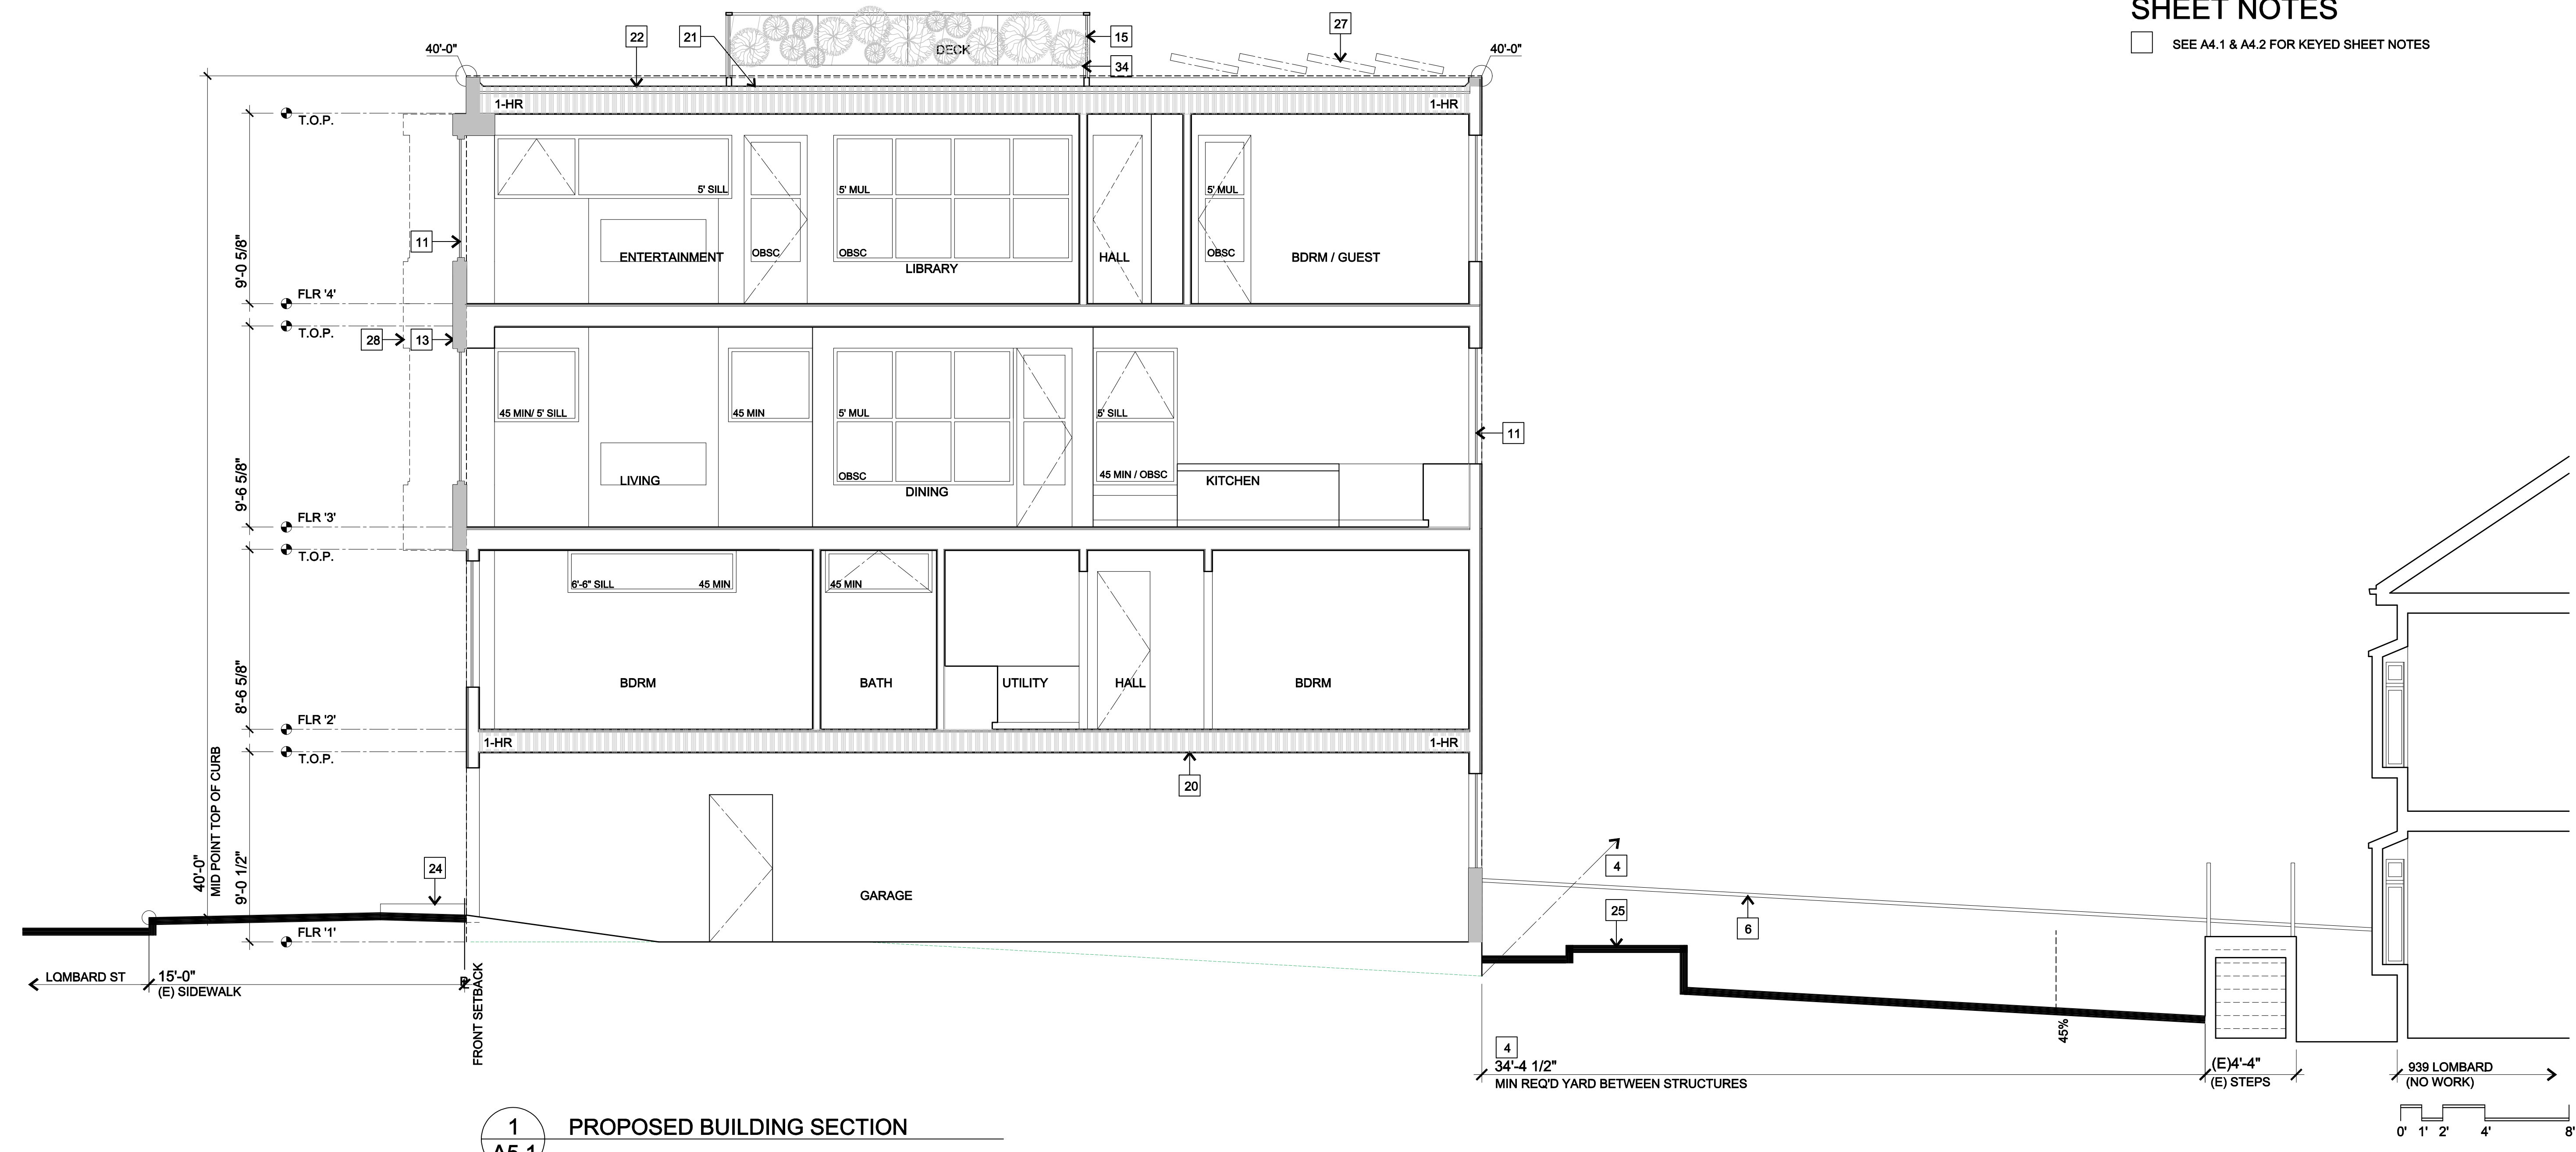 SHEET NOTES
SEE A4.1 & A4.2 FOR KEYED SHEET NOTES
22
21
DECK
15
27
34
40'-0"
40'-0"
1-HR
1-HR
T.O.P.
5' SILL
5' MUL
5' MUL
11
9'-0 5/8"
ENTERTAINMENT
OBSC
OBSC
LIBRARY
HALL
OBSC
BDRM / GUEST
FLR '4'
T.O.P.
28
13
45 MIN/ 5' SILL
45 MIN
5' MUL
5' SILL
11
9'-6 5/8"
LIVING
OBSC
DINING
45 MIN / OBSC
KITCHEN
FLR '3'
T.O.P.
6'-6" SILL
45 MIN
45 MIN
8'-6 5/8"
BDRM
BATH
UTILITY
HALL
BDRM
FLR '2'
1-HR
1-HR
T.O.P.
20
40'-0"
MID POINT TOP OF CURB
9'-0 1/2"
24
GARAGE
4
25
6
FLR '1'
LOMBARD ST
15'-0"
(E) SIDEWALK
FRONT SETBACK
45%
4
34'-4 1/2"
MIN REQ'D YARD BETWEEN STRUCTURES
(E)4'-4"
(E) STEPS
939 LOMBARD
(NO WORK)
0' 1' 2' 4' 8'
1
A5.1
PROPOSED BUILDING SECTION